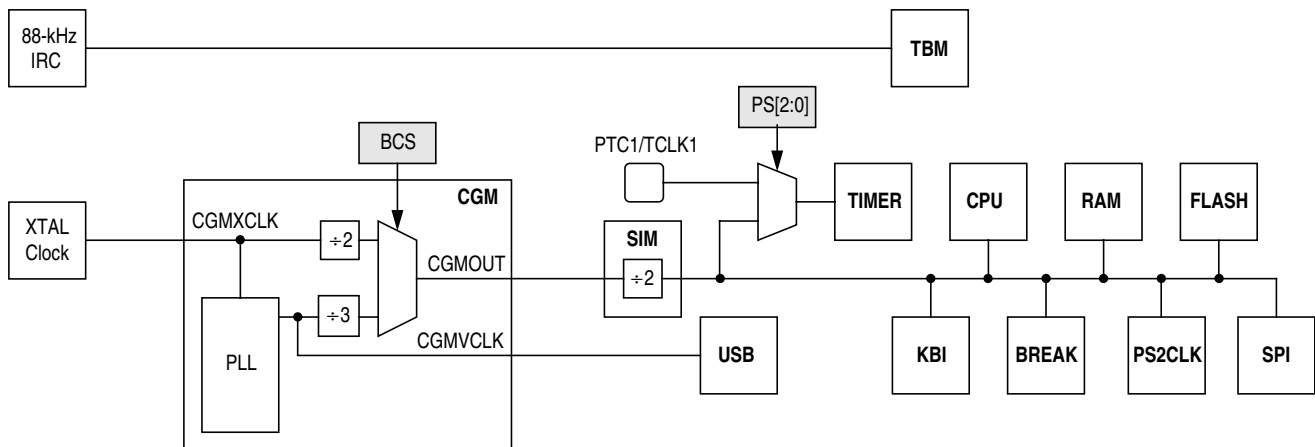 88-kHz
IRC
TBM
PS[2:0]
BCS
PTC1/TCLK1
CGM
TIMER
CPU
RAM
FLASH
XTAL
Clock
CGMXCLK
÷2
SIM
CGMOUT
÷2
÷3
CGMVCLK
PLL
USB
KBI
BREAK
PS2CLK
SPI